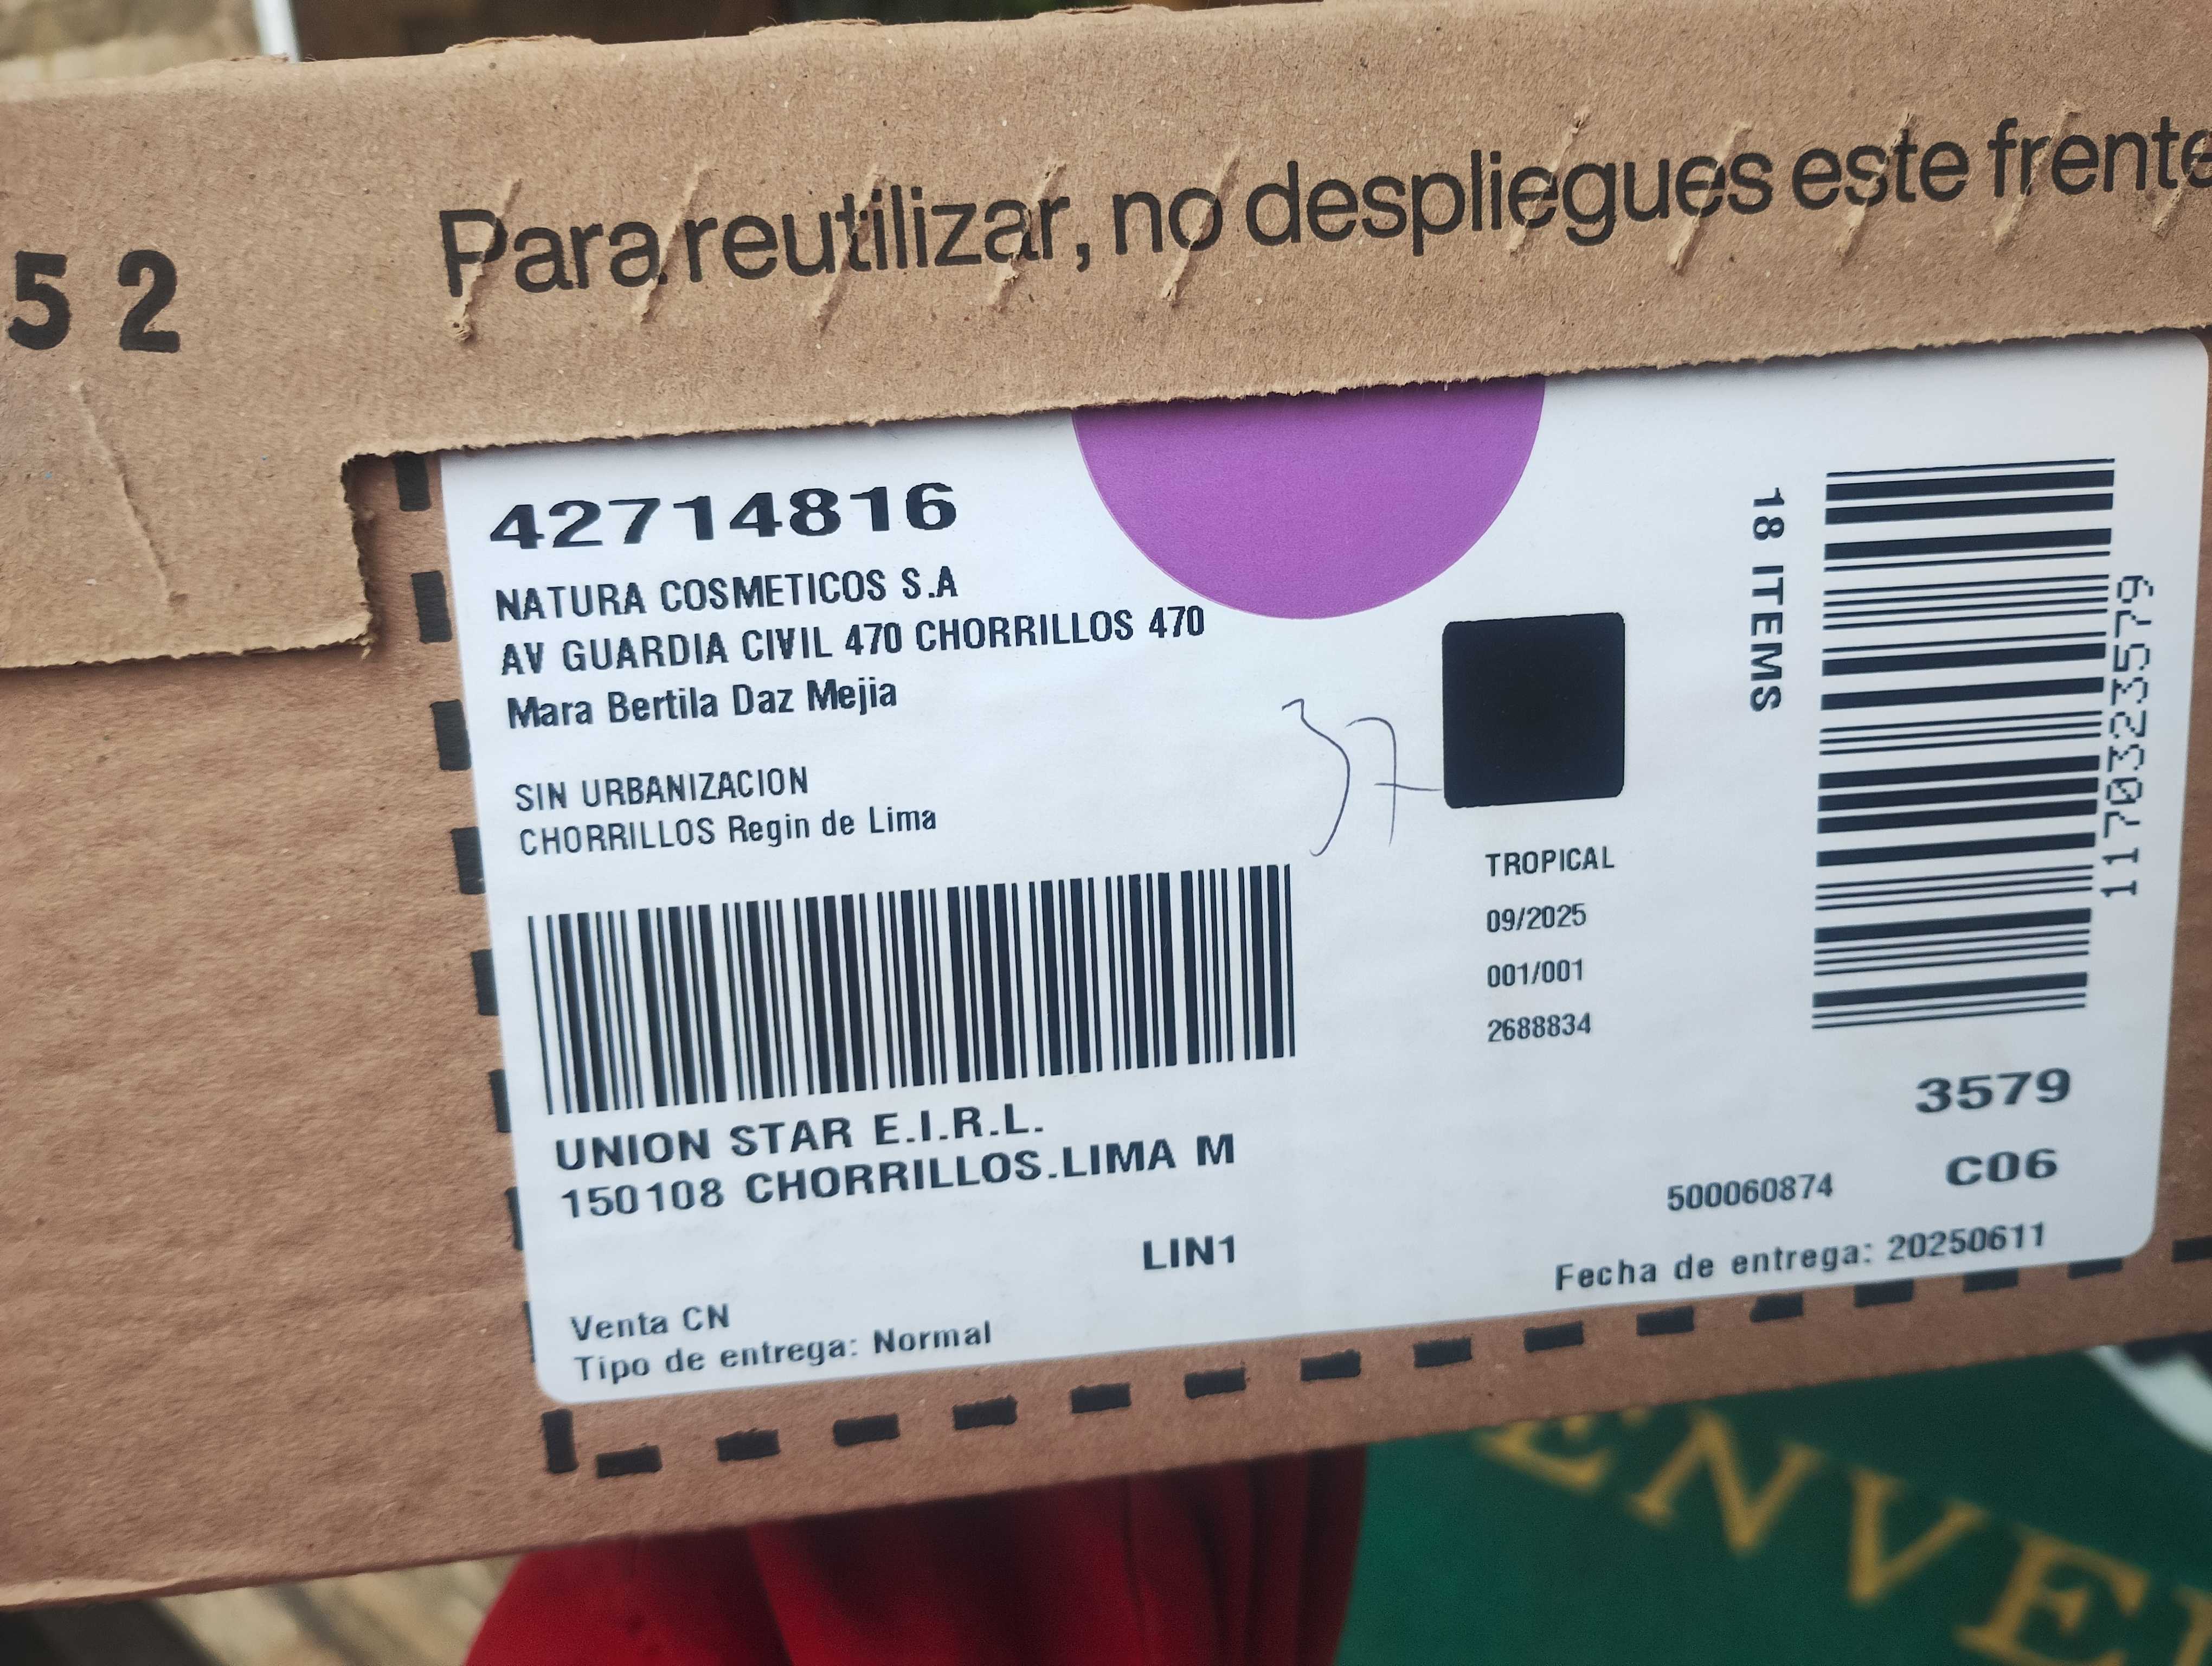 52
Para reutilizar, no despliegues este frente
42714816
NATURA COSMETICOS S.A
AV GUARDIA CIVIL 470 CHORRILLOS 470
Mara Bertila Daz Mejia
SIN URBANIZACION
CHORRILLOS Regin de Lima
37
18 ITEMS
1170323579
TROPICAL
09/2025
001/001
2688834
UNION STAR E.I.R.L.
150108 CHORRILLOS.LIMA M
LIN1
3579
C06
500060874
Fecha de entrega: 20250611
Venta CN
Tipo de entrega: Normal
ENVE